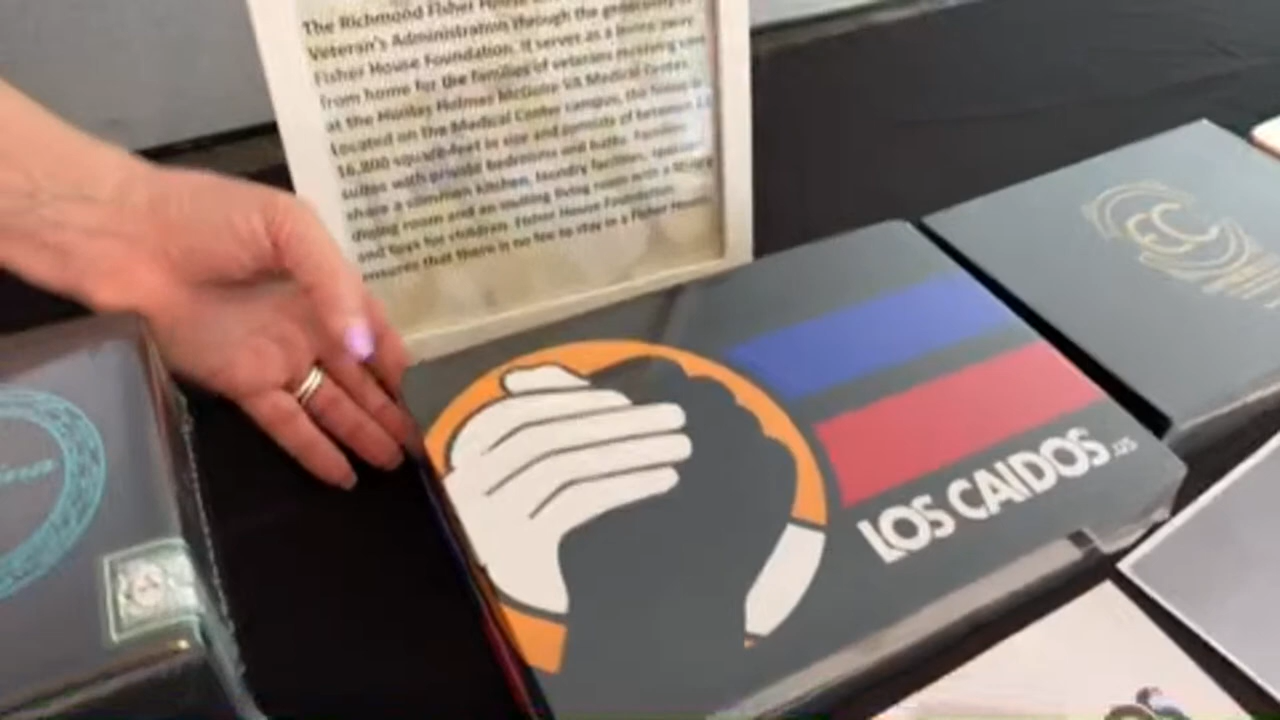 The Richmond Fisher House
Veteran's Administration through the generosity
Fisher House Foundation. It serves as a home away
from home for the families of veterans receiving care
at the Hunter Holmes McGuire VA Medical Center.
Located on the Medical Center campus, the house is
16,800 square-feet in size and consists of between
suites with private bedrooms and baths. Families
share a common kitchen, laundry facilities,
dining room and an inviting living room with a
and toys for children. Fisher House Foundation
ensures that there is no fee to stay in a Fisher House.
LOS CAIDOS.US